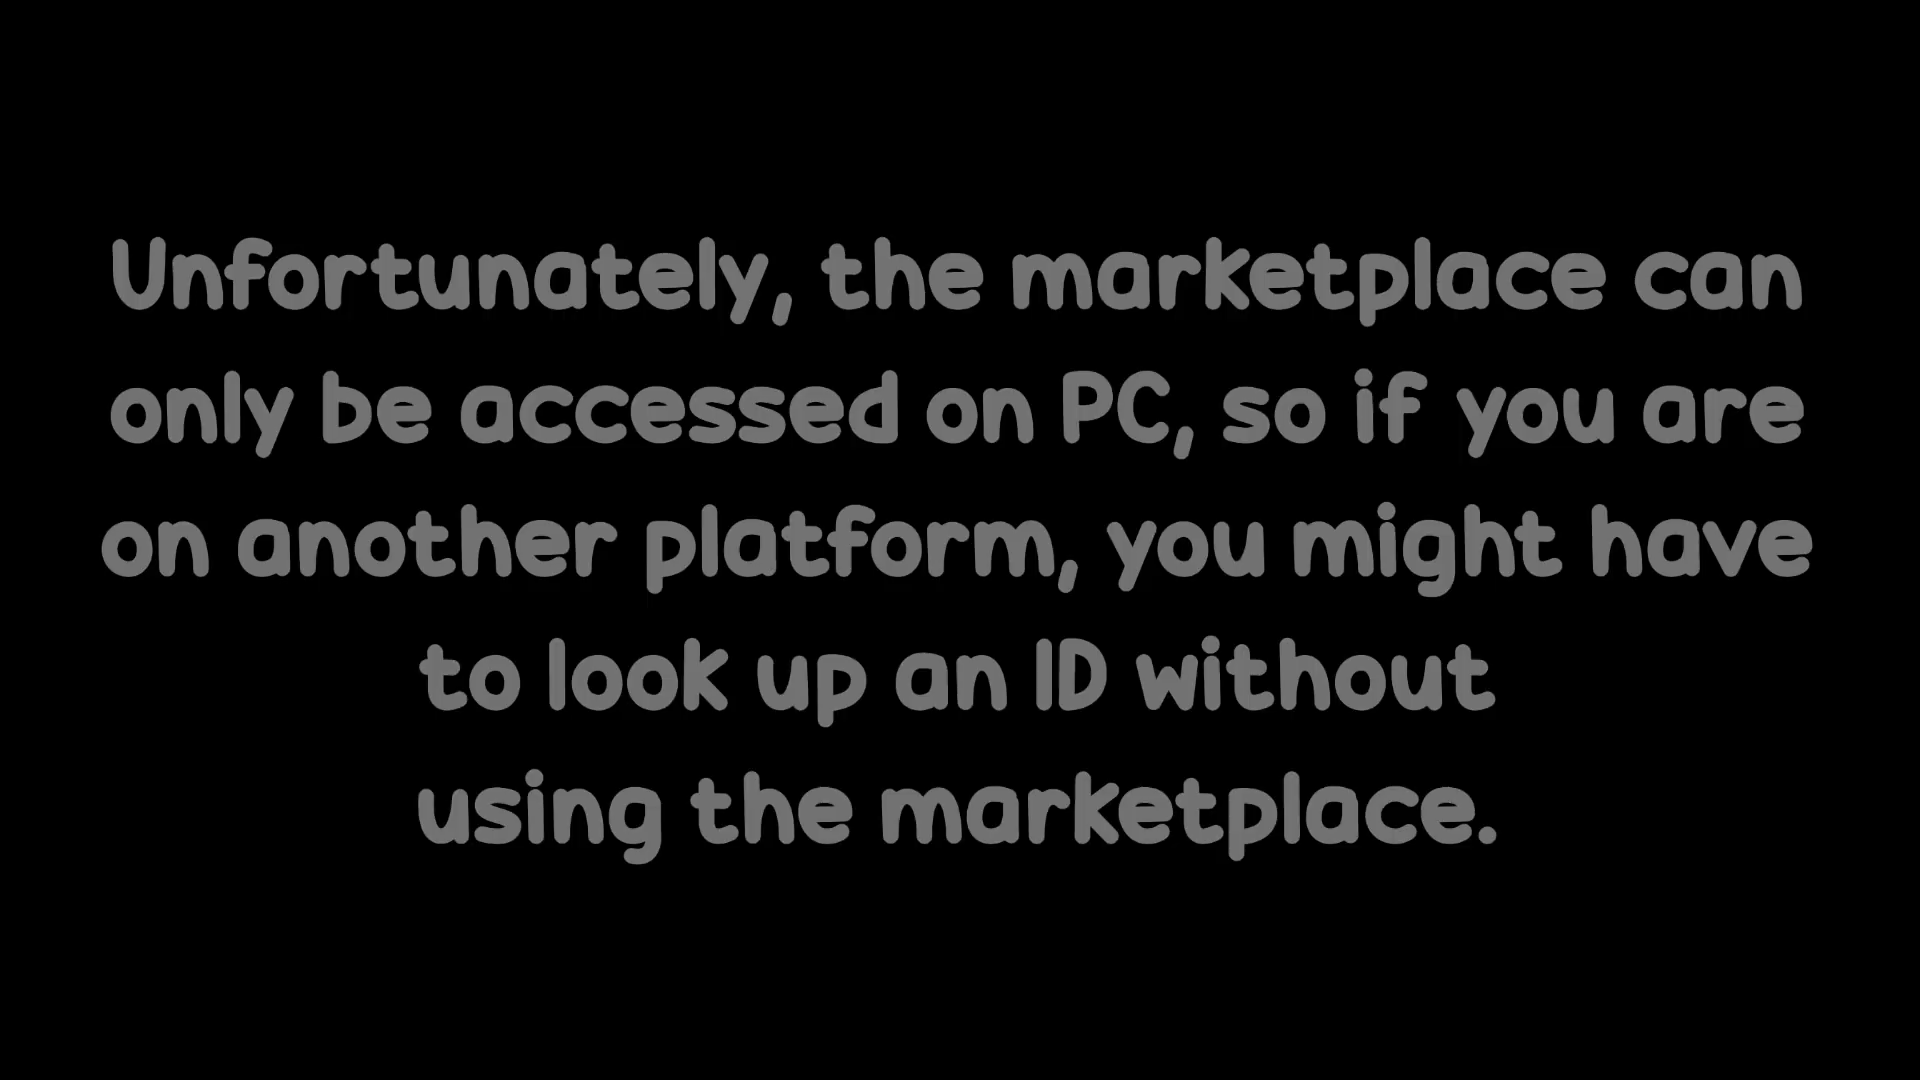 Unfortunately, the marketplace can
only be accessed on PC, so if you are
on another platform, you might have
to look up an ID without
using the marketplace.